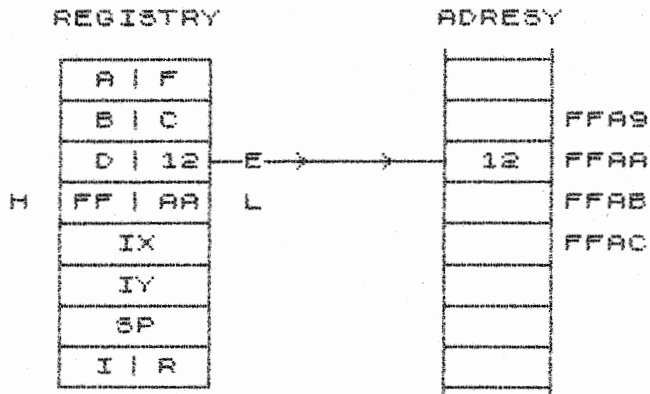 REGISTRY ADRESY
A | F
B | C FFA9
D | 12 E 12 FFAA
H FF | AA L FFAB
IX FFAC
IY
SP
I | R